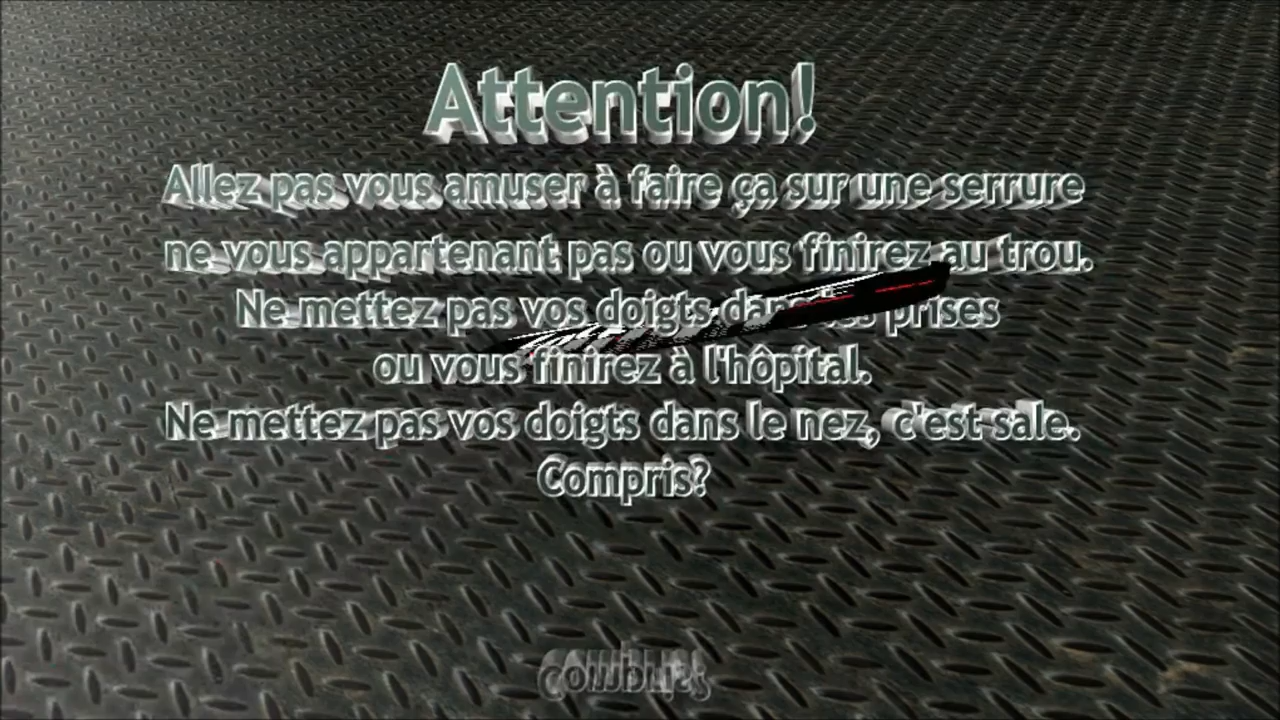 Attention!
Allez pas vous amuser à faire ça sur une serrure
ne vous appartenant pas ou vous finirez au trou.
Ne mettez pas vos doigts dans les prises
ou vous finirez à l'hôpital.
Ne mettez pas vos doigts dans le nez, c'est sale.
Compris?